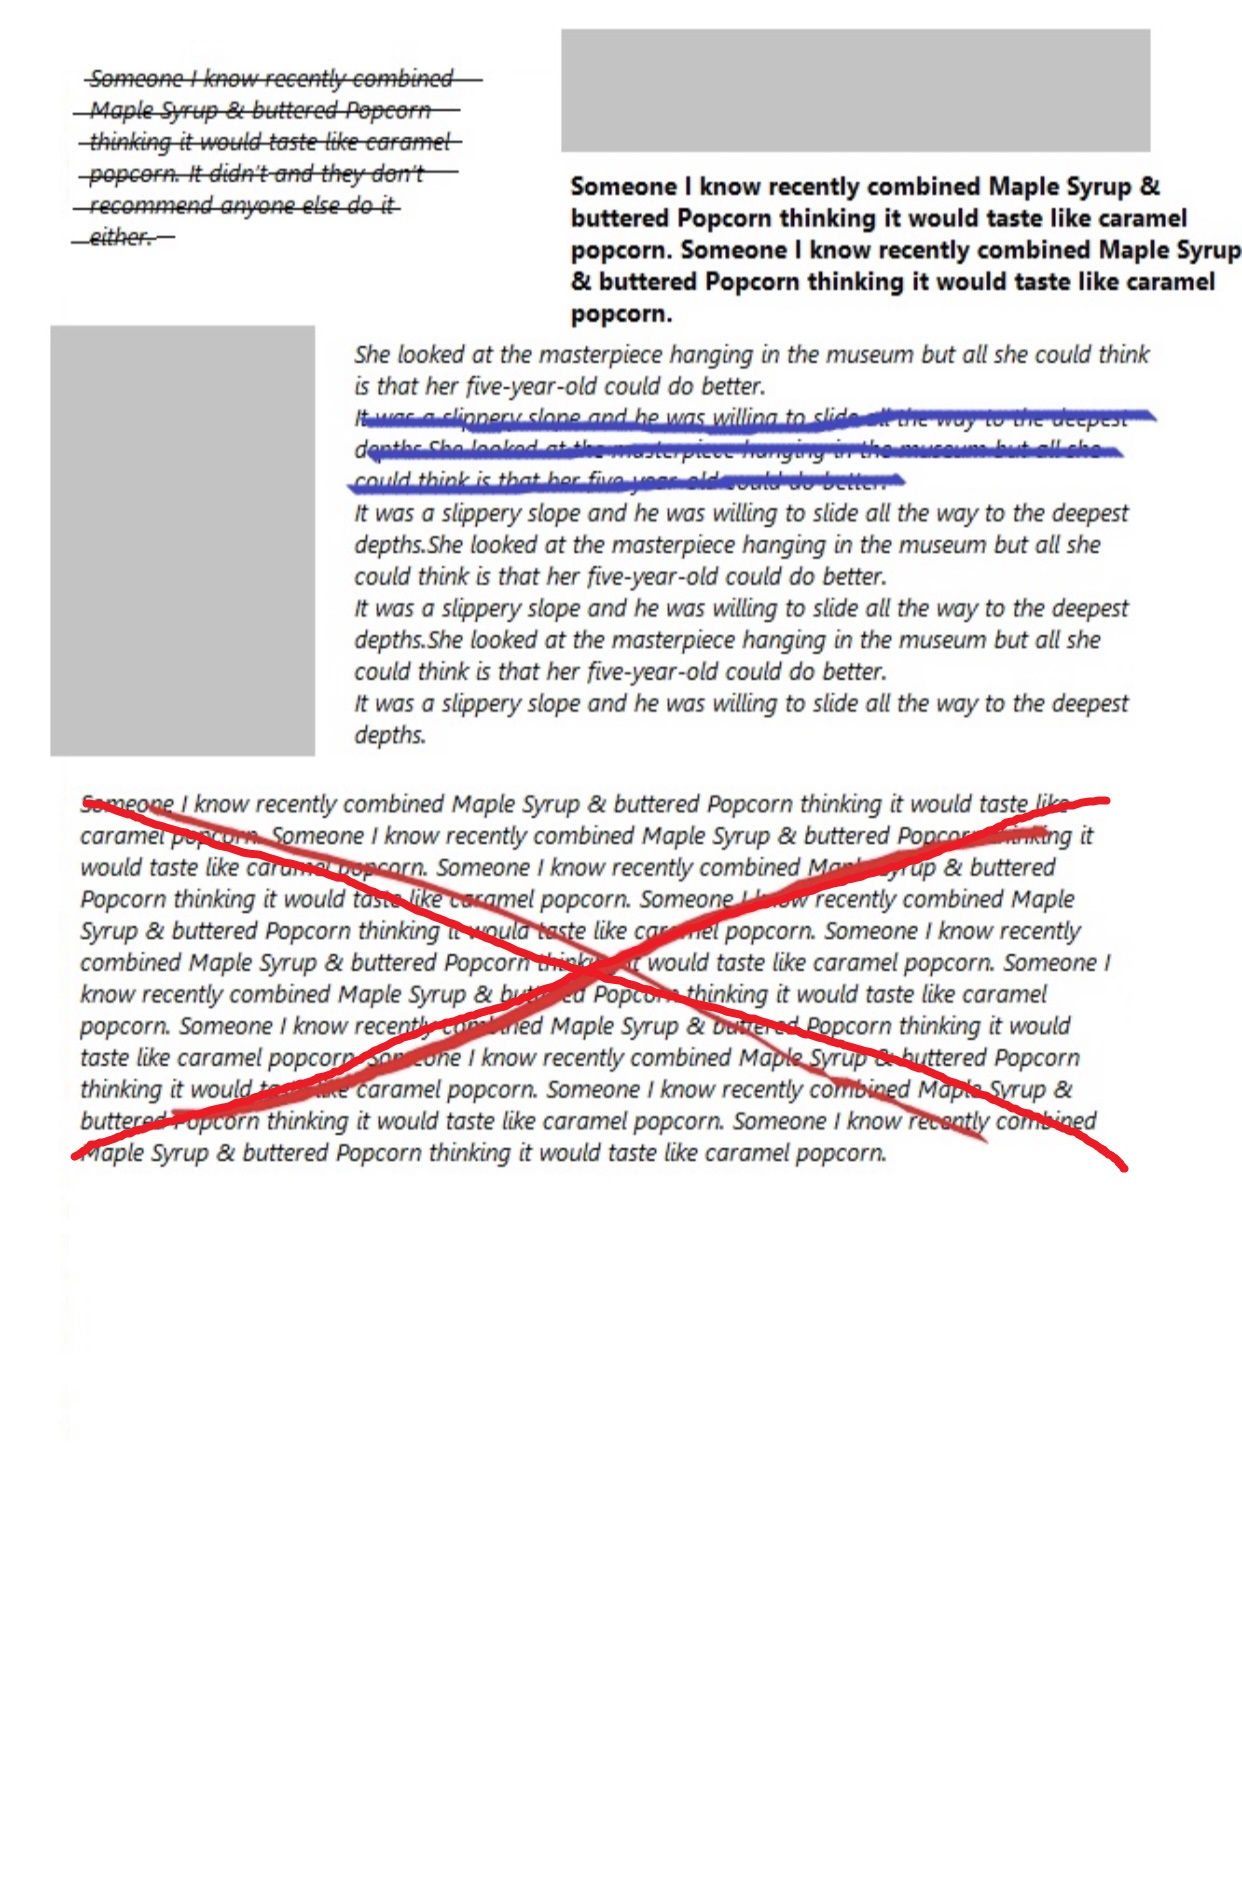 Someone I know recently combined
Maple Syrup & buttered Popcorn
thinking it would taste like caramel
popcorn. It didn't and they don't
recommend anyone else do it
either.
Someone I know recently combined Maple Syrup &
buttered Popcorn thinking it would taste like caramel
popcorn. Someone I know recently combined Maple Syrup
& buttered Popcorn thinking it would taste like caramel
popcorn.
She looked at the masterpiece hanging in the museum but all she could think
is that her five-year-old could do better.
It was a slippery slope and he was willing to slide all the way to the deepest
depths.She looked at the masterpiece hanging in the museum but all she
could think is that her five-year-old could do better.
It was a slippery slope and he was willing to slide all the way to the deepest
depths.She looked at the masterpiece hanging in the museum but all she
could think is that her five-year-old could do better.
It was a slippery slope and he was willing to slide all the way to the deepest
depths.She looked at the masterpiece hanging in the museum but all she
could think is that her five-year-old could do better.
It was a slippery slope and he was willing to slide all the way to the deepest
depths.
Someone I know recently combined Maple Syrup & buttered Popcorn thinking it would taste like
caramel popcorn. Someone I know recently combined Maple Syrup & buttered Popcorn thinking it
would taste like caramel popcorn. Someone I know recently combined Maple Syrup & buttered
Popcorn thinking it would taste like caramel popcorn. Someone I know recently combined Maple
Syrup & buttered Popcorn thinking it would taste like caramel popcorn. Someone I know recently
combined Maple Syrup & buttered Popcorn thinking it would taste like caramel popcorn. Someone I
know recently combined Maple Syrup & buttered Popcorn thinking it would taste like caramel
popcorn. Someone I know recently combined Maple Syrup & buttered Popcorn thinking it would
taste like caramel popcorn. Someone I know recently combined Maple Syrup & buttered Popcorn
thinking it would taste like caramel popcorn. Someone I know recently combined Maple Syrup &
buttered Popcorn thinking it would taste like caramel popcorn. Someone I know recently combined
Maple Syrup & buttered Popcorn thinking it would taste like caramel popcorn.